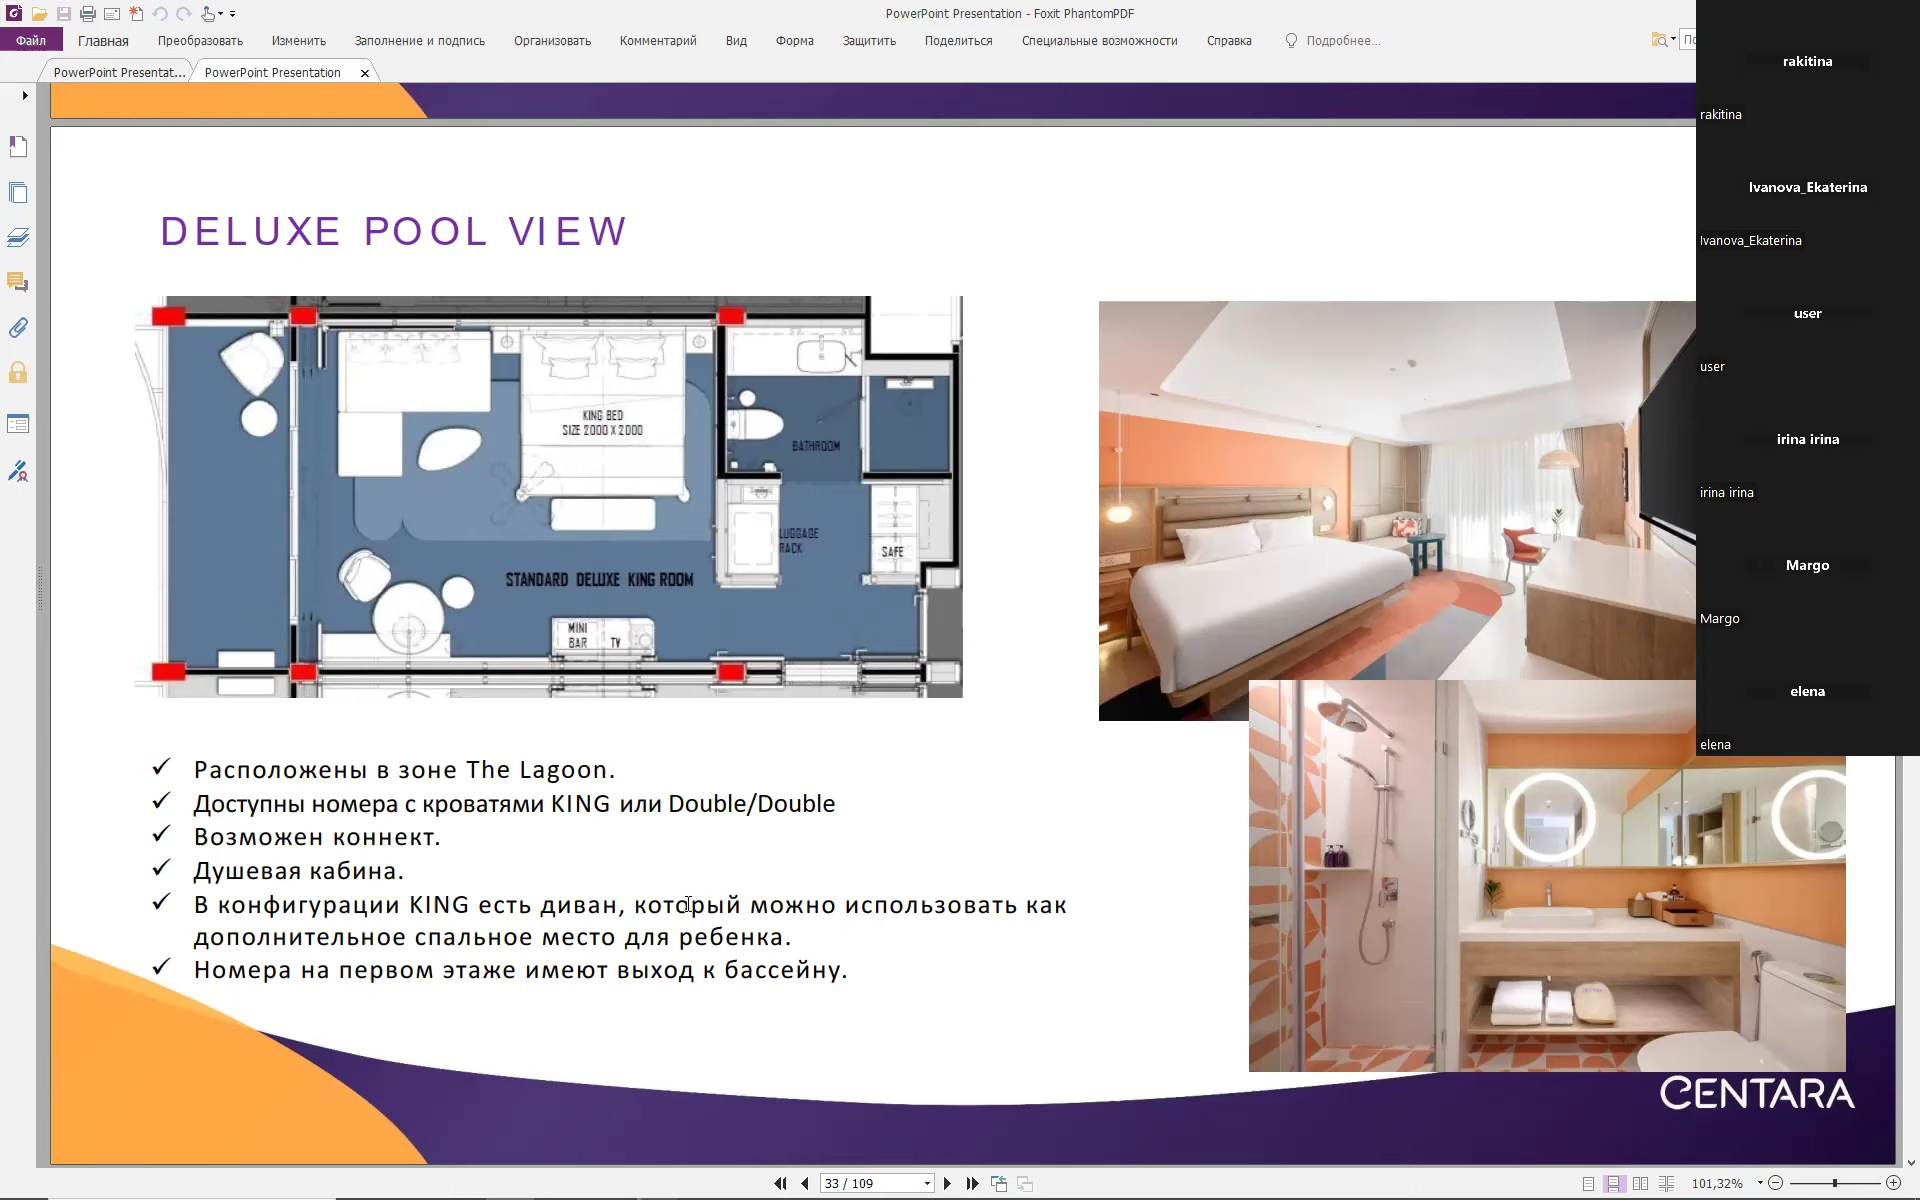 PowerPoint Presentation - Foxit PhantomPDF
Файл
Главная
Преобразовать
Изменить
Заполнение и подпись
Организовать
Комментарий
Вид
Форма
Защитить
Поделиться
Специальные возможности
Справка
Подробнее...
По
PowerPoint Presentat...
PowerPoint Presentation
rakitina
rakitina
Ivanova_Ekaterina
Ivanova_Ekaterina
user
user
irina irina
irina irina
Margo
Margo
elena
elena
DELUXE POOL VIEW
KING BED
SIZE 2000 X 2000
BATHROOM
LUGGAGE
RACK
SAFE
STANDARD DELUXE KING ROOM
MINI
BAR
TV
Расположены в зоне The Lagoon.
Доступны номера с кроватями KING или Double/Double
Возможен коннект.
Душевая кабина.
В конфигурации KING есть диван, который можно использовать как
дополнительное спальное место для ребенка.
Номера на первом этаже имеют выход к бассейну.
CENTARA
33 / 109
101,32%